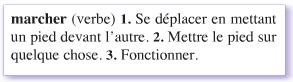 marcher (verbe) 1. Se déplacer en mettant
un pied devant l'autre. 2. Mettre le pied sur
quelque chose. 3. Fonctionner.